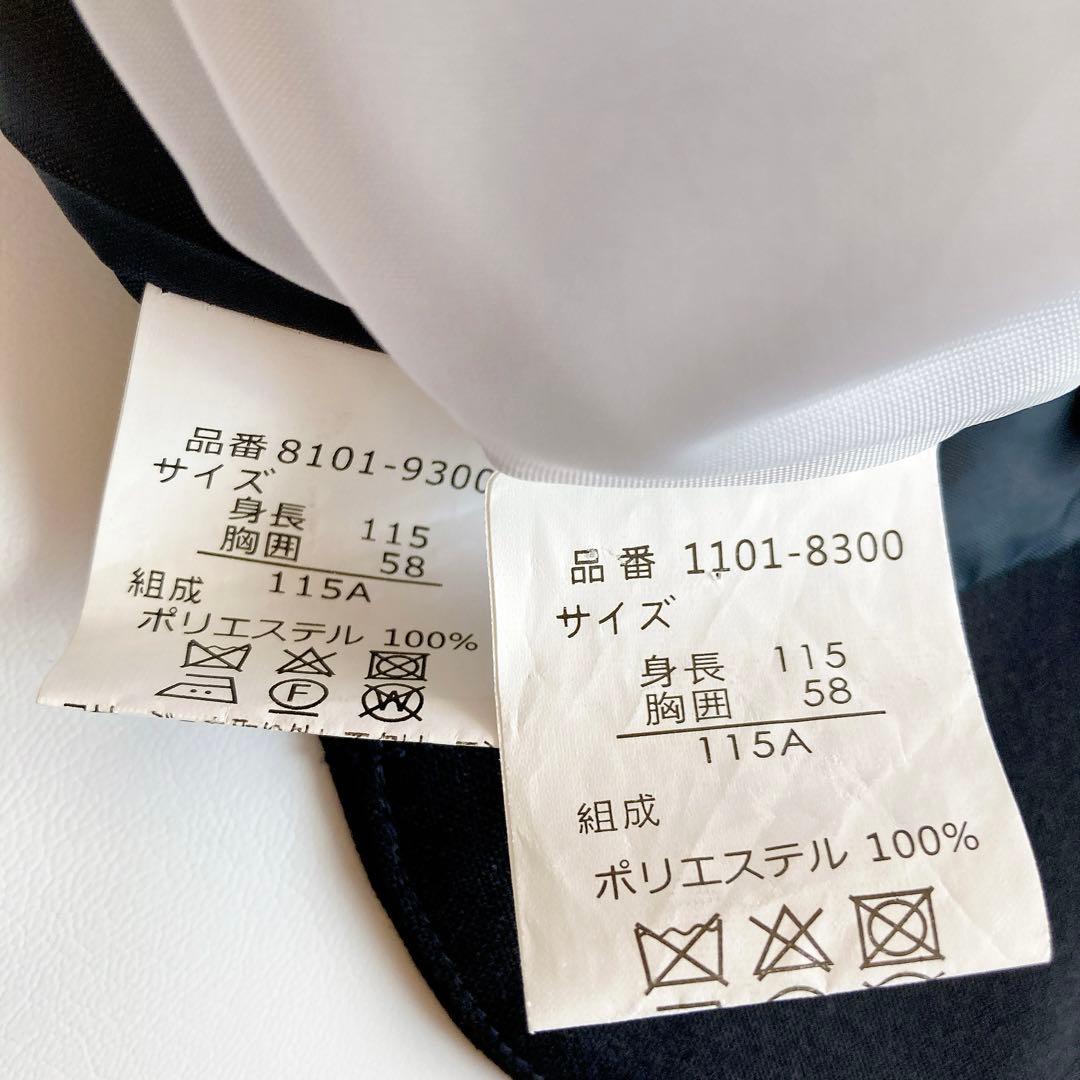 品番 8101-9300
サイズ
身長 115
胸囲 58
115A
組成
ポリエステル 100%
F
W
品番 1101-8300
サイズ
身長 115
胸囲 58
115A
組成
ポリエステル 100%